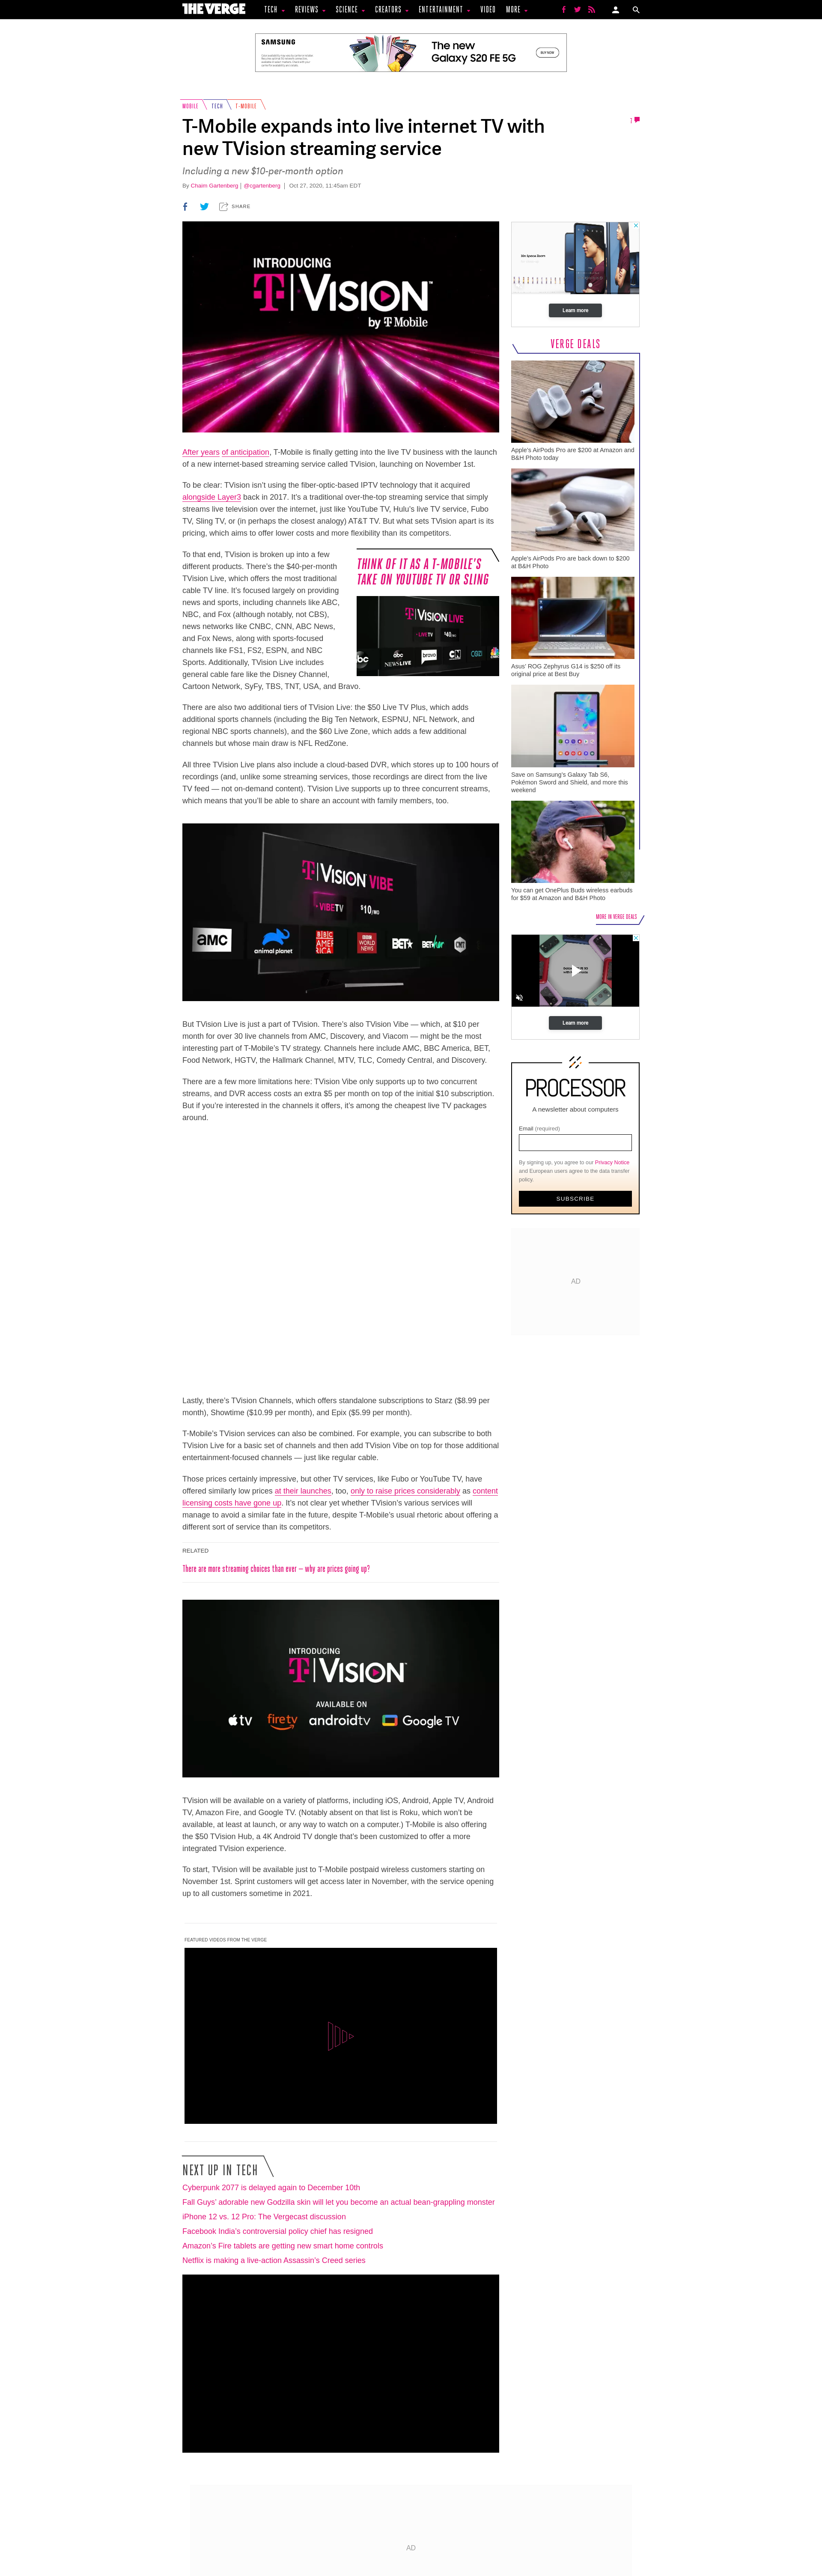 THE VERGE
TECH
REVIEWS
SCIENCE
CREATORS
ENTERTAINMENT
VIDEO
MORE
SAMSUNG
The new
Galaxy S20 FE 5G
BUY NOW
MOBILE
TECH
T-MOBILE
T-Mobile expands into live internet TV with
new TVision streaming service
1
Including a new $10-per-month option
By Chaim Gartenberg | @cgartenberg | Oct 27, 2020, 11:45am EDT
SHARE
INTRODUCING
T|VISION™
by T Mobile
After years of anticipation, T-Mobile is finally getting into the live TV business with the launch
of a new internet-based streaming service called TVision, launching on November 1st.
To be clear: TVision isn't using the fiber-optic-based IPTV technology that it acquired
alongside Layer3 back in 2017. It's a traditional over-the-top streaming service that simply
streams live television over the internet, just like YouTube TV, Hulu's live TV service, Fubo
TV, Sling TV, or (in perhaps the closest analogy) AT&T TV. But what sets TVision apart is its
pricing, which aims to offer lower costs and more flexibility than its competitors.
To that end, TVision is broken up into a few
different products. There's the $40-per-month
TVision Live, which offers the most traditional
cable TV line. It's focused largely on providing
news and sports, including channels like ABC,
NBC, and Fox (although notably, not CBS),
news networks like CNBC, CNN, ABC News,
and Fox News, along with sports-focused
channels like FS1, FS2, ESPN, and NBC
Sports. Additionally, TVision Live includes
general cable fare like the Disney Channel,
Cartoon Network, SyFy, TBS, TNT, USA, and Bravo.
THINK OF IT AS A T-MOBILE'S
TAKE ON YOUTUBE TV OR SLING
T|VISION LIVE
LIVETV
$40/MO
abc
abc
NEWS LIVE
bravo
CN
There are also two additional tiers of TVision Live: the $50 Live TV Plus, which adds
additional sports channels (including the Big Ten Network, ESPNU, NFL Network, and
regional NBC sports channels), and the $60 Live Zone, which adds a few additional
channels but whose main draw is NFL RedZone.
All three TVision Live plans also include a cloud-based DVR, which stores up to 100 hours of
recordings (and, unlike some streaming services, those recordings are direct from the live
TV feed — not on-demand content). TVision Live supports up to three concurrent streams,
which means that you'll be able to share an account with family members, too.
T|VISION VIBE
VIBETV
$10/MO
aMC
animal planet
BBC
AMERICA
BBC
WORLD
NEWS
BET
BET her
But TVision Live is just a part of TVision. There's also TVision Vibe — which, at $10 per
month for over 30 live channels from AMC, Discovery, and Viacom — might be the most
interesting part of T-Mobile's TV strategy. Channels here include AMC, BBC America, BET,
Food Network, HGTV, the Hallmark Channel, MTV, TLC, Comedy Central, and Discovery.
There are a few more limitations here: TVision Vibe only supports up to two concurrent
streams, and DVR access costs an extra $5 per month on top of the initial $10 subscription.
But if you're interested in the channels it offers, it's among the cheapest live TV packages
around.
Lastly, there's TVision Channels, which offers standalone subscriptions to Starz ($8.99 per
month), Showtime ($10.99 per month), and Epix ($5.99 per month).
T-Mobile's TVision services can also be combined. For example, you can subscribe to both
TVision Live for a basic set of channels and then add TVision Vibe on top for those additional
entertainment-focused channels — just like regular cable.
Those prices certainly impressive, but other TV services, like Fubo or YouTube TV, have
offered similarly low prices at their launches, too, only to raise prices considerably as content
licensing costs have gone up. It's not clear yet whether TVision's various services will
manage to avoid a similar fate in the future, despite T-Mobile's usual rhetoric about offering a
different sort of service than its competitors.
RELATED
There are more streaming choices than ever – why are prices going up?
INTRODUCING
T|VISION
AVAILABLE ON
tv
firetv
androidtv
Google TV
TVision will be available on a variety of platforms, including iOS, Android, Apple TV, Android
TV, Amazon Fire, and Google TV. (Notably absent on that list is Roku, which won't be
available, at least at launch, or any way to watch on a computer.) T-Mobile is also offering
the $50 TVision Hub, a 4K Android TV dongle that's been customized to offer a more
integrated TVision experience.
To start, TVision will be available just to T-Mobile postpaid wireless customers starting on
November 1st. Sprint customers will get access later in November, with the service opening
up to all customers sometime in 2021.
FEATURED VIDEOS FROM THE VERGE
NEXT UP IN TECH
Cyberpunk 2077 is delayed again to December 10th
Fall Guys' adorable new Godzilla skin will let you become an actual bean-grappling monster
iPhone 12 vs. 12 Pro: The Vergecast discussion
Facebook India's controversial policy chief has resigned
Amazon's Fire tablets are getting new smart home controls
Netflix is making a live-action Assassin's Creed series
AD
Learn more
VERGE DEALS
Apple's AirPods Pro are $200 at Amazon and
B&H Photo today
Apple's AirPods Pro are back down to $200
at B&H Photo
Asus' ROG Zephyrus G14 is $250 off its
original price at Best Buy
Save on Samsung's Galaxy Tab S6,
Pokémon Sword and Shield, and more this
weekend
You can get OnePlus Buds wireless earbuds
for $59 at Amazon and B&H Photo
MORE IN VERGE DEALS
Learn more
PROCESSOR
A newsletter about computers
Email (required)
By signing up, you agree to our Privacy Notice
and European users agree to the data transfer
policy.
SUBSCRIBE
AD